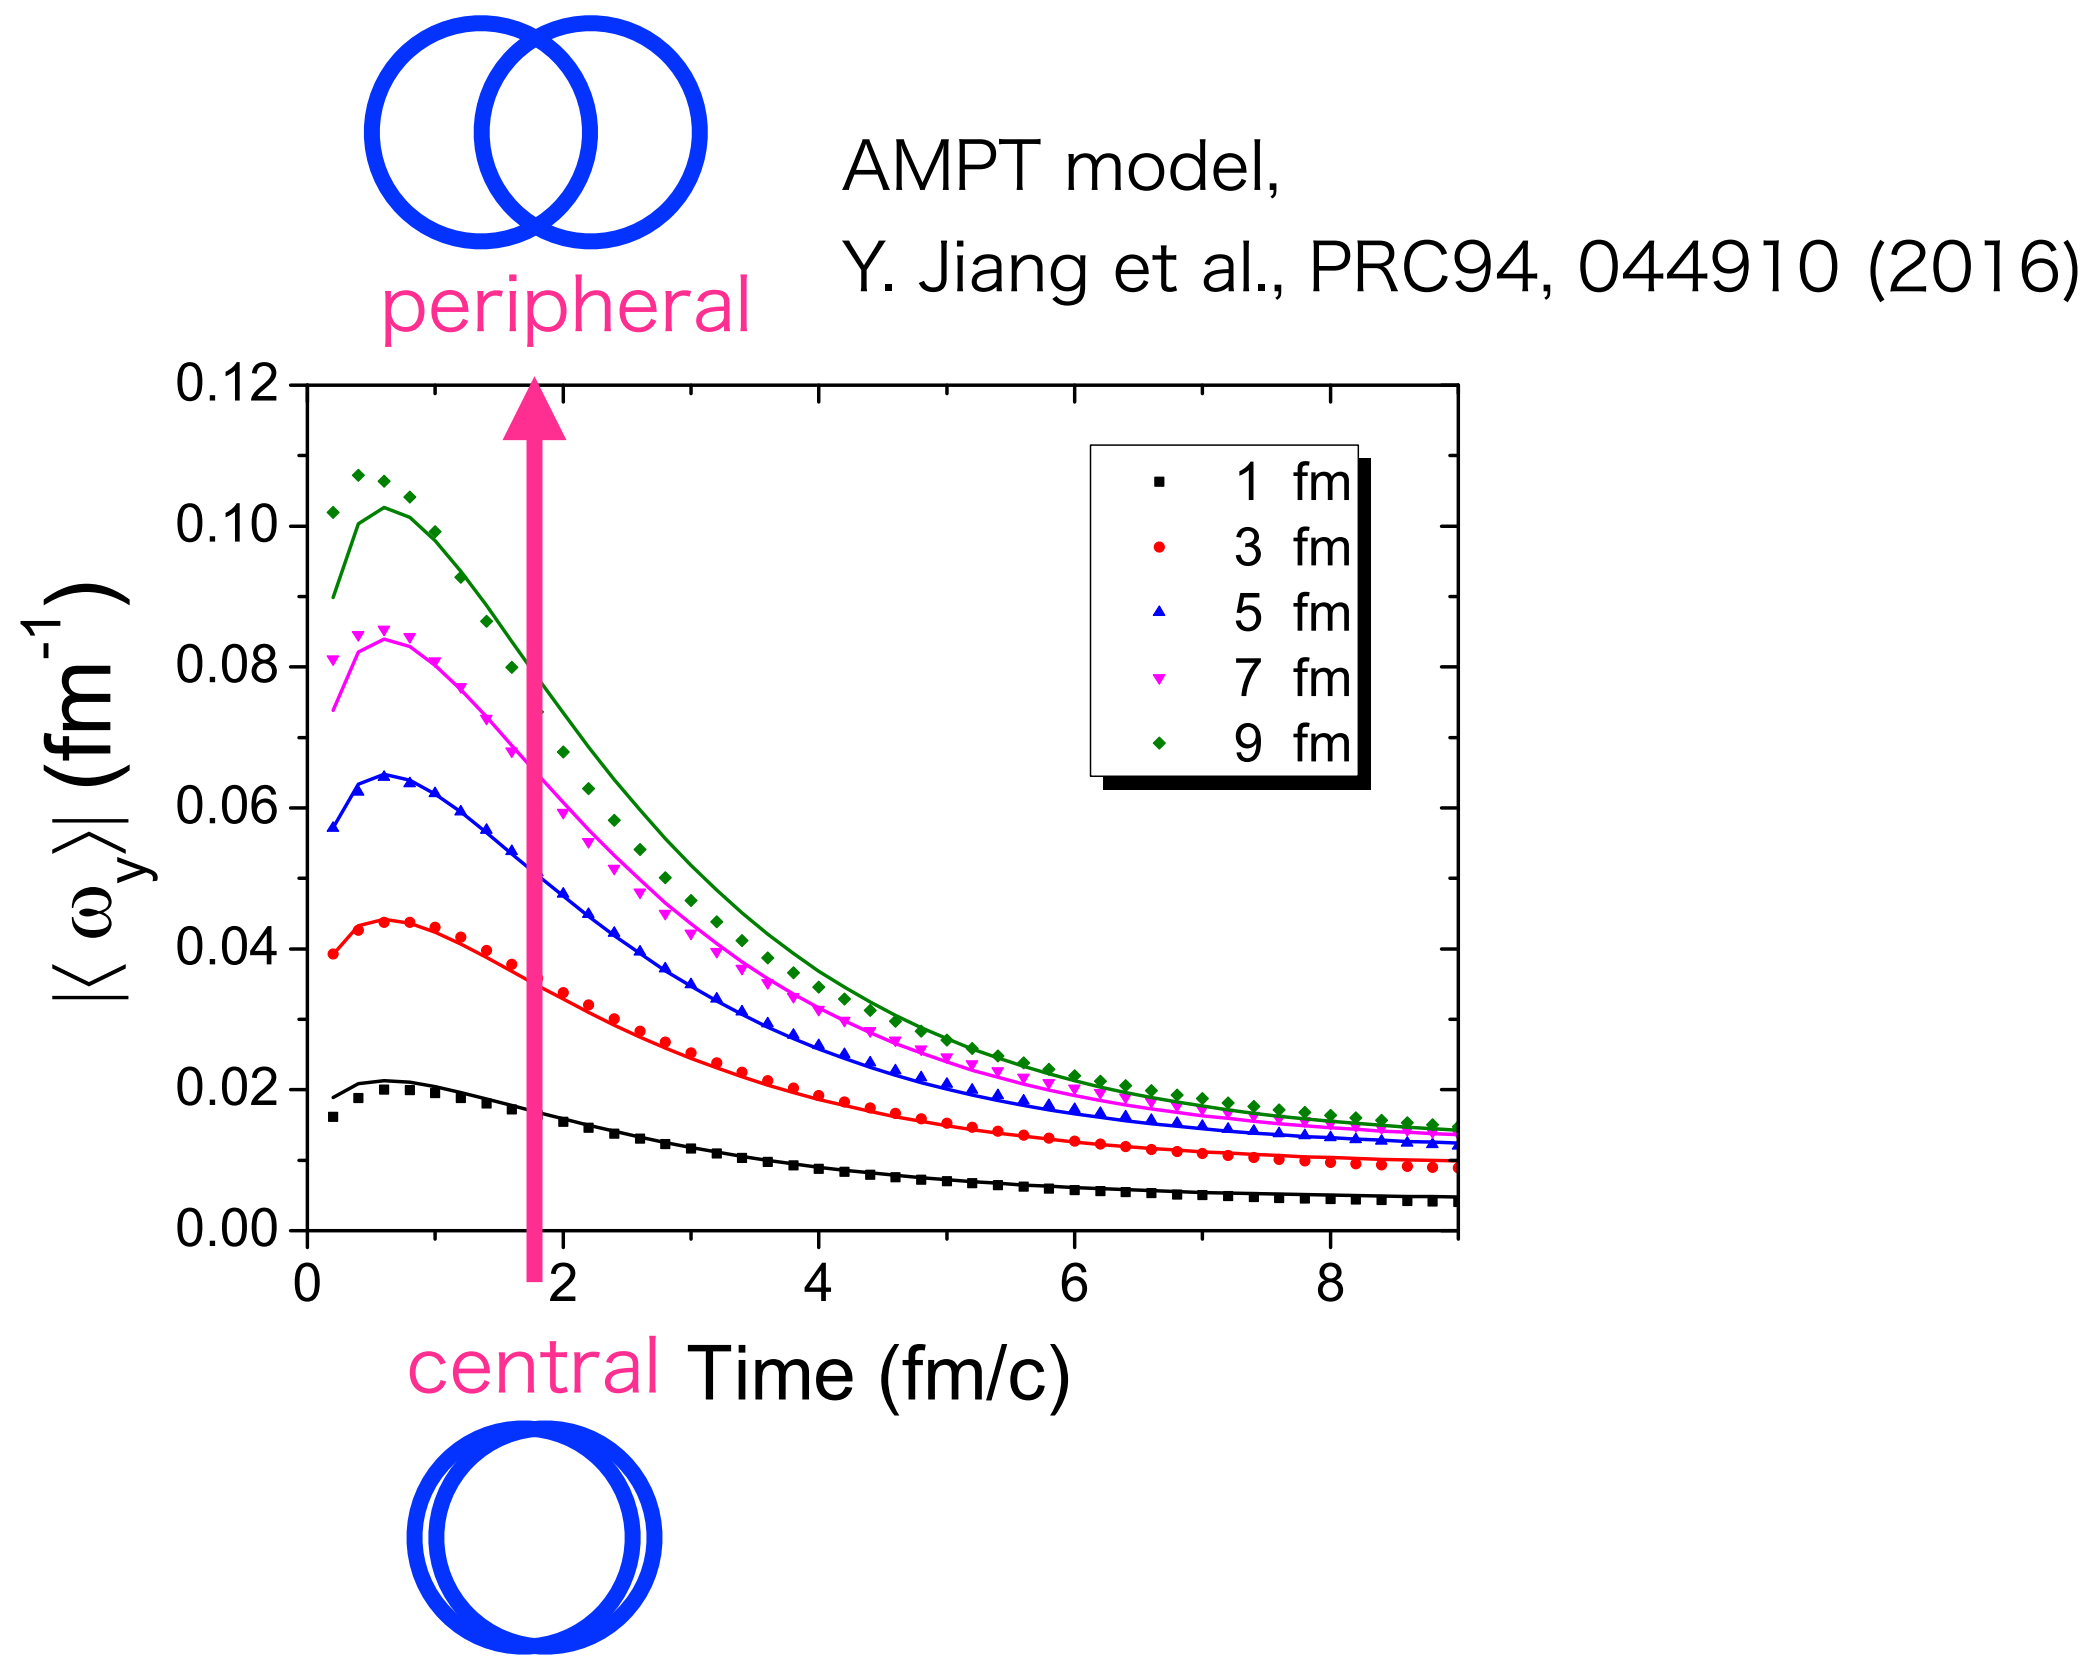 AMPT model,
Y. Jiang et al., PRC94, 044910 (2016)
peripheral
0.12
0.10
0.08
0.06
0.04
0.02
0.00
|⟨ ω_y ⟩| (fm⁻¹)
1 fm
3 fm
5 fm
7 fm
9 fm
0 2 4 6 8
central Time (fm/c)